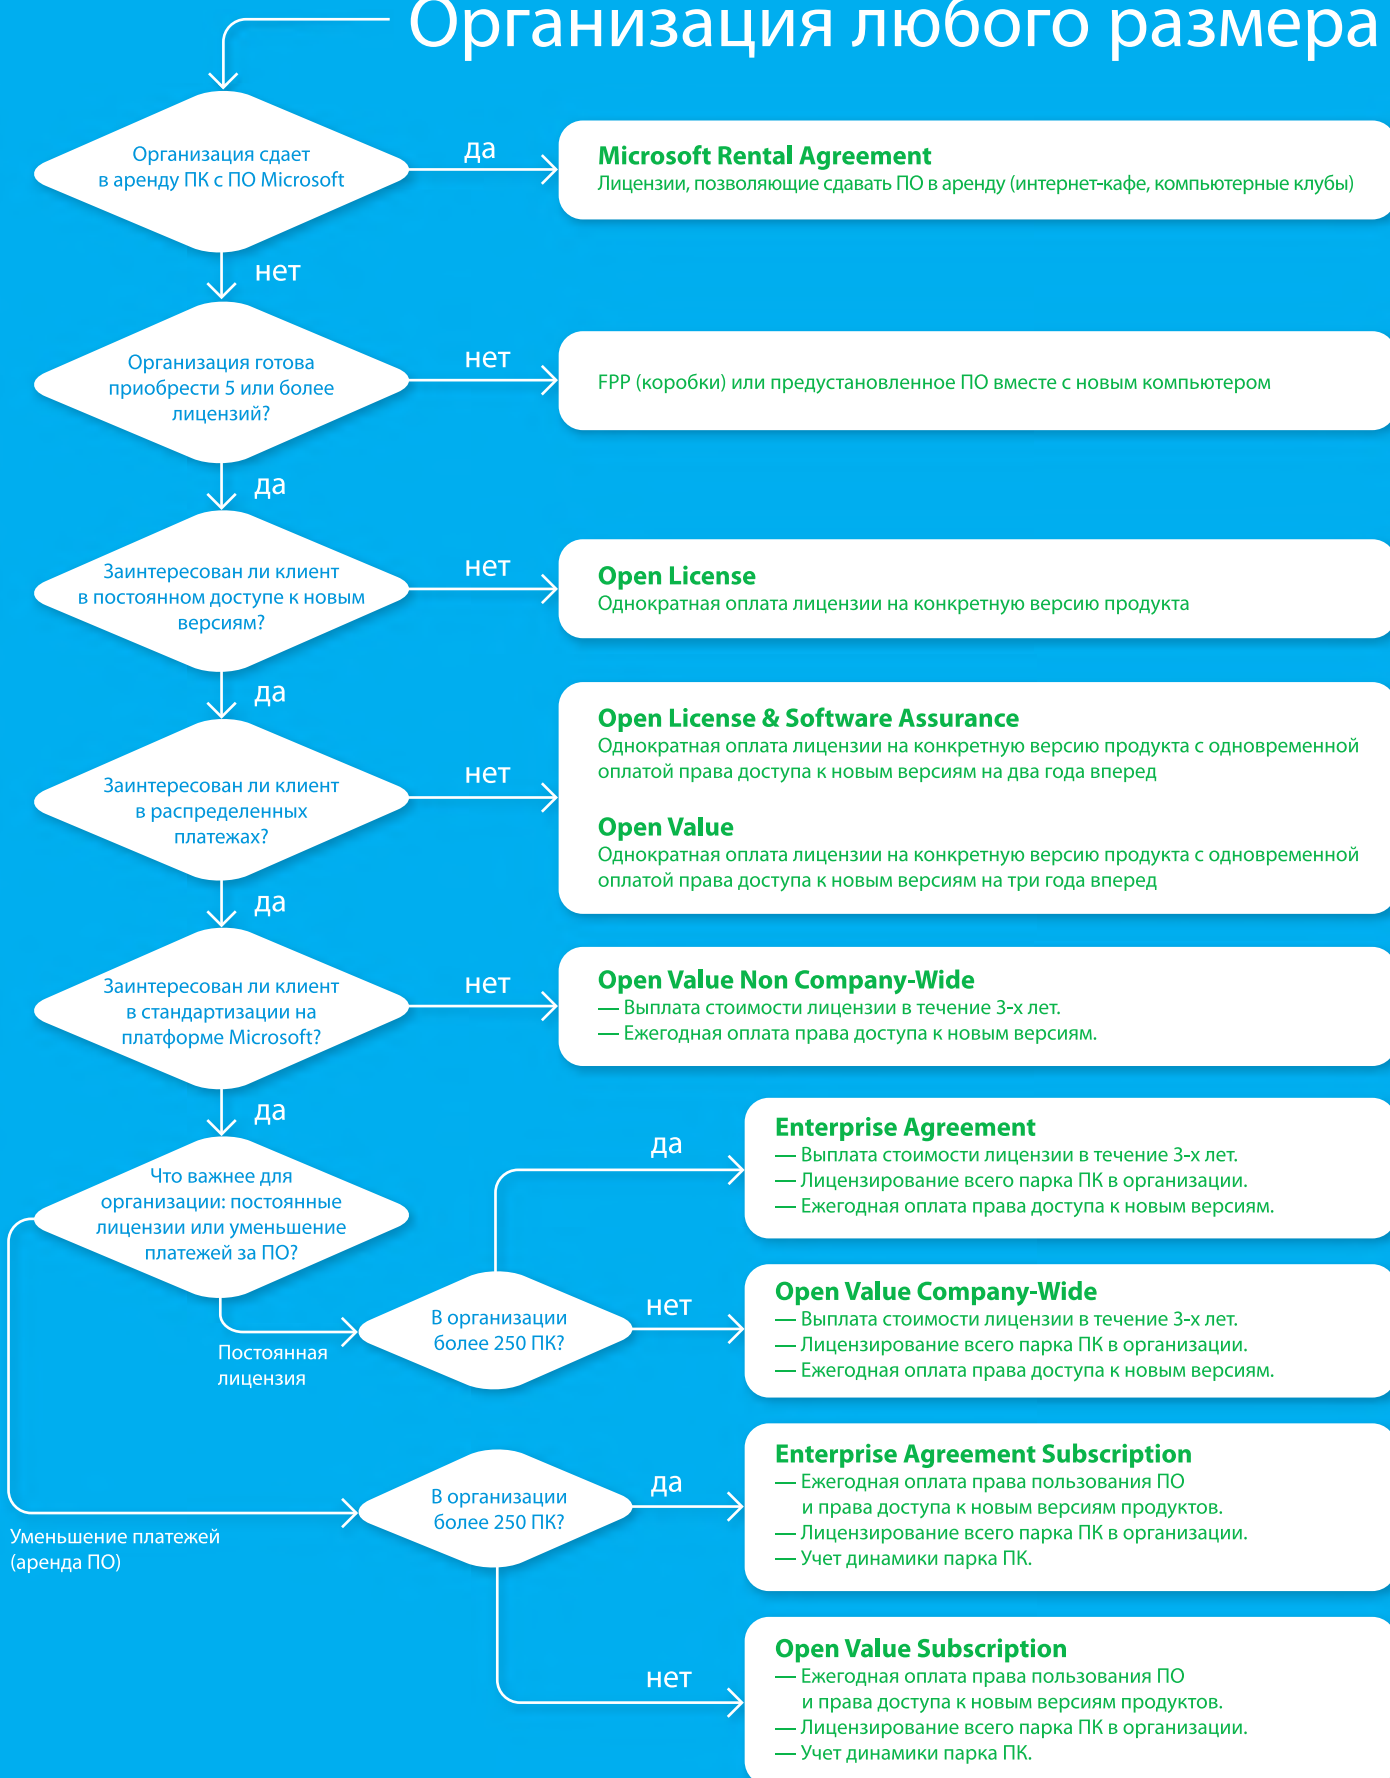 Организация любого размера
Организация сдает
в аренду ПК с ПО Microsoft
да
Microsoft Rental Agreement
Лицензии, позволяющие сдавать ПО в аренду (интернет-кафе, компьютерные клубы)
нет
Организация готова
приобрести 5 или более
лицензий?
нет
FPP (коробки) или предустановленное ПО вместе с новым компьютером
да
Заинтересован ли клиент
в постоянном доступе к новым
версиям?
нет
Open License
Однократная оплата лицензии на конкретную версию продукта
да
Заинтересован ли клиент
в распределенных
платежах?
нет
Open License & Software Assurance
Однократная оплата лицензии на конкретную версию продукта с одновременной
оплатой права доступа к новым версиям на два года вперед
Open Value
Однократная оплата лицензии на конкретную версию продукта с одновременной
оплатой права доступа к новым версиям на три года вперед
да
Заинтересован ли клиент
в стандартизации на
платформе Microsoft?
нет
Open Value Non Company-Wide
— Выплата стоимости лицензии в течение 3-х лет.
— Ежегодная оплата права доступа к новым версиям.
да
Что важнее для
организации: постоянные
лицензии или уменьшение
платежей за ПО?
Постоянная
лицензия
В организации
более 250 ПК?
да
Enterprise Agreement
— Выплата стоимости лицензии в течение 3-х лет.
— Лицензирование всего парка ПК в организации.
— Ежегодная оплата права доступа к новым версиям.
нет
Open Value Company-Wide
— Выплата стоимости лицензии в течение 3-х лет.
— Лицензирование всего парка ПК в организации.
— Ежегодная оплата права доступа к новым версиям.
Уменьшение платежей
(аренда ПО)
В организации
более 250 ПК?
да
Enterprise Agreement Subscription
— Ежегодная оплата права пользования ПО
и права доступа к новым версиям продуктов.
— Лицензирование всего парка ПК в организации.
— Учет динамики парка ПК.
нет
Open Value Subscription
— Ежегодная оплата права пользования ПО
и права доступа к новым версиям продуктов.
— Лицензирование всего парка ПК в организации.
— Учет динамики парка ПК.